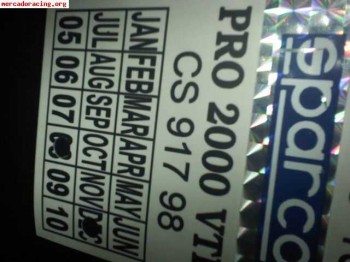 mercadoracing.org
sparco
PRO 2000 VTI
CS 917 98
JAN FEB MAR APR MAY JUN
JUL AUG SEP OCT NOV
05 06 07 09 10